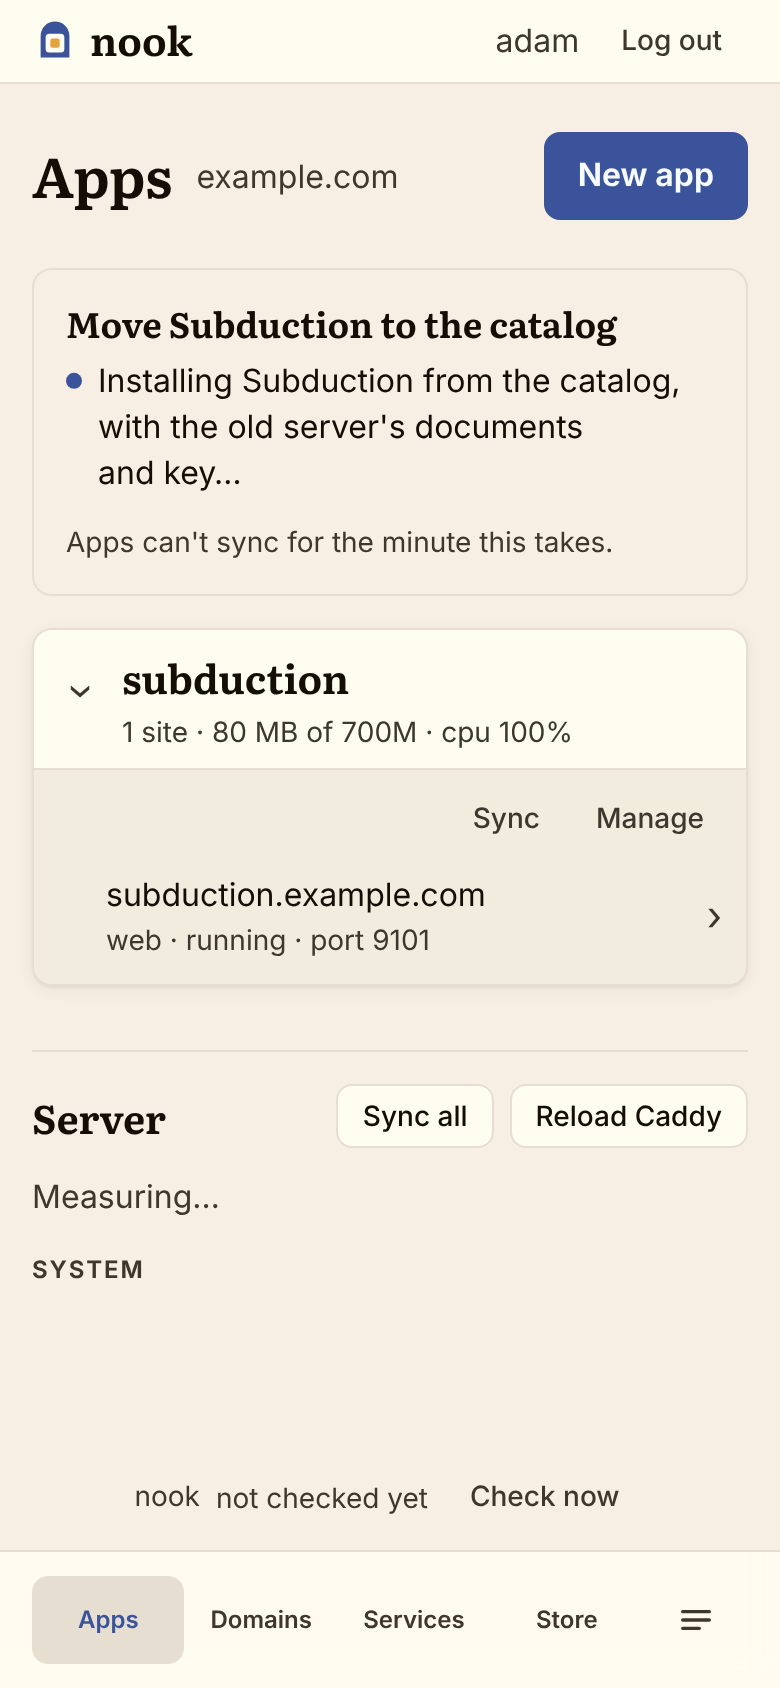 nook
adam
Log out
Apps
example.com
New app
Move Subduction to the catalog
Installing Subduction from the catalog,
with the old server's documents
and key...
Apps can't sync for the minute this takes.
subduction
1 site · 80 MB of 700M · cpu 100%
Sync
Manage
subduction.example.com
web · running · port 9101
Server
Sync all
Reload Caddy
Measuring...
SYSTEM
nook not checked yet
Check now
Apps
Domains
Services
Store